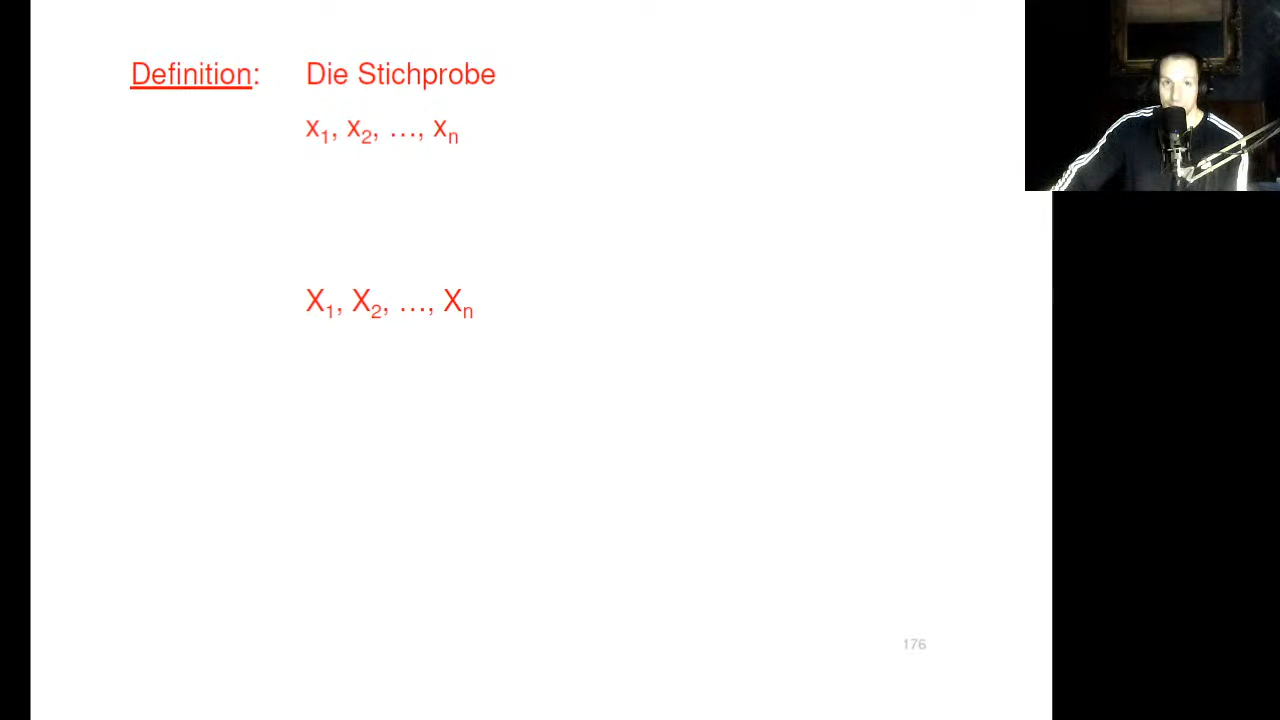 Definition: Die Stichprobe
x₁, x₂, …, xₙ
X₁, X₂, …, Xₙ
176